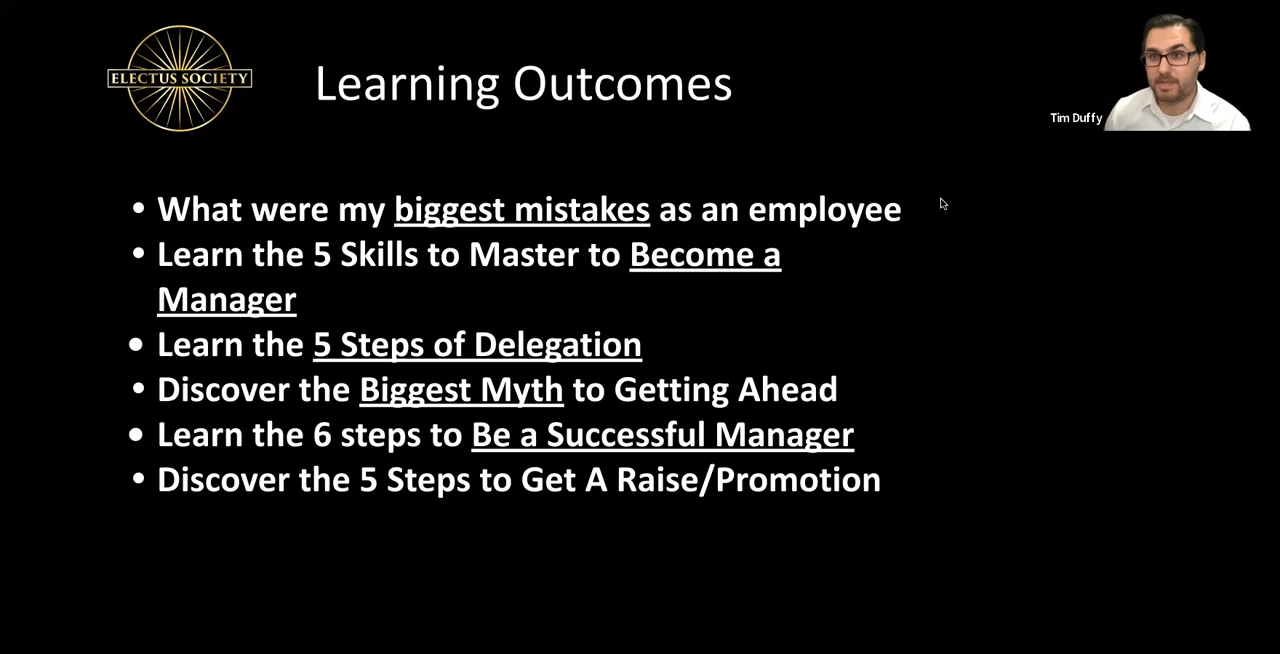 ELECTUS SOCIETY
Learning Outcomes
Tim Duffy
• What were my biggest mistakes as an employee
• Learn the 5 Skills to Master to Become a
Manager
• Learn the 5 Steps of Delegation
• Discover the Biggest Myth to Getting Ahead
• Learn the 6 steps to Be a Successful Manager
• Discover the 5 Steps to Get A Raise/Promotion